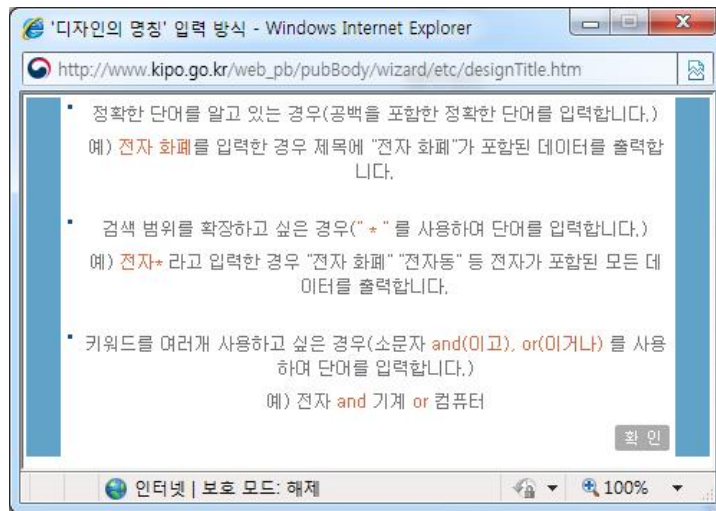 '디자인의 명칭' 입력 방식 - Windows Internet Explorer
http://www.kipo.go.kr/web_pb/pubBody/wizard/etc/designTitle.htm
정확한 단어를 알고 있는 경우(공백을 포함한 정확한 단어를 입력합니다.)
예) 전자 화폐를 입력한 경우 제목에 "전자 화폐"가 포함된 데이터를 출력합
니다.
검색 범위를 확장하고 싶은 경우(" * " 를 사용하여 단어를 입력합니다.)
예) 전자* 라고 입력한 경우 "전자 화폐" "전자동" 등 전자가 포함된 모든 데
이터를 출력합니다.
키워드를 여러개 사용하고 싶은 경우(소문자 and(이고), or(이거나) 를 사용
하여 단어를 입력합니다.)
예) 전자 and 기계 or 컴퓨터
확 인
인터넷 | 보호 모드: 해제 100%